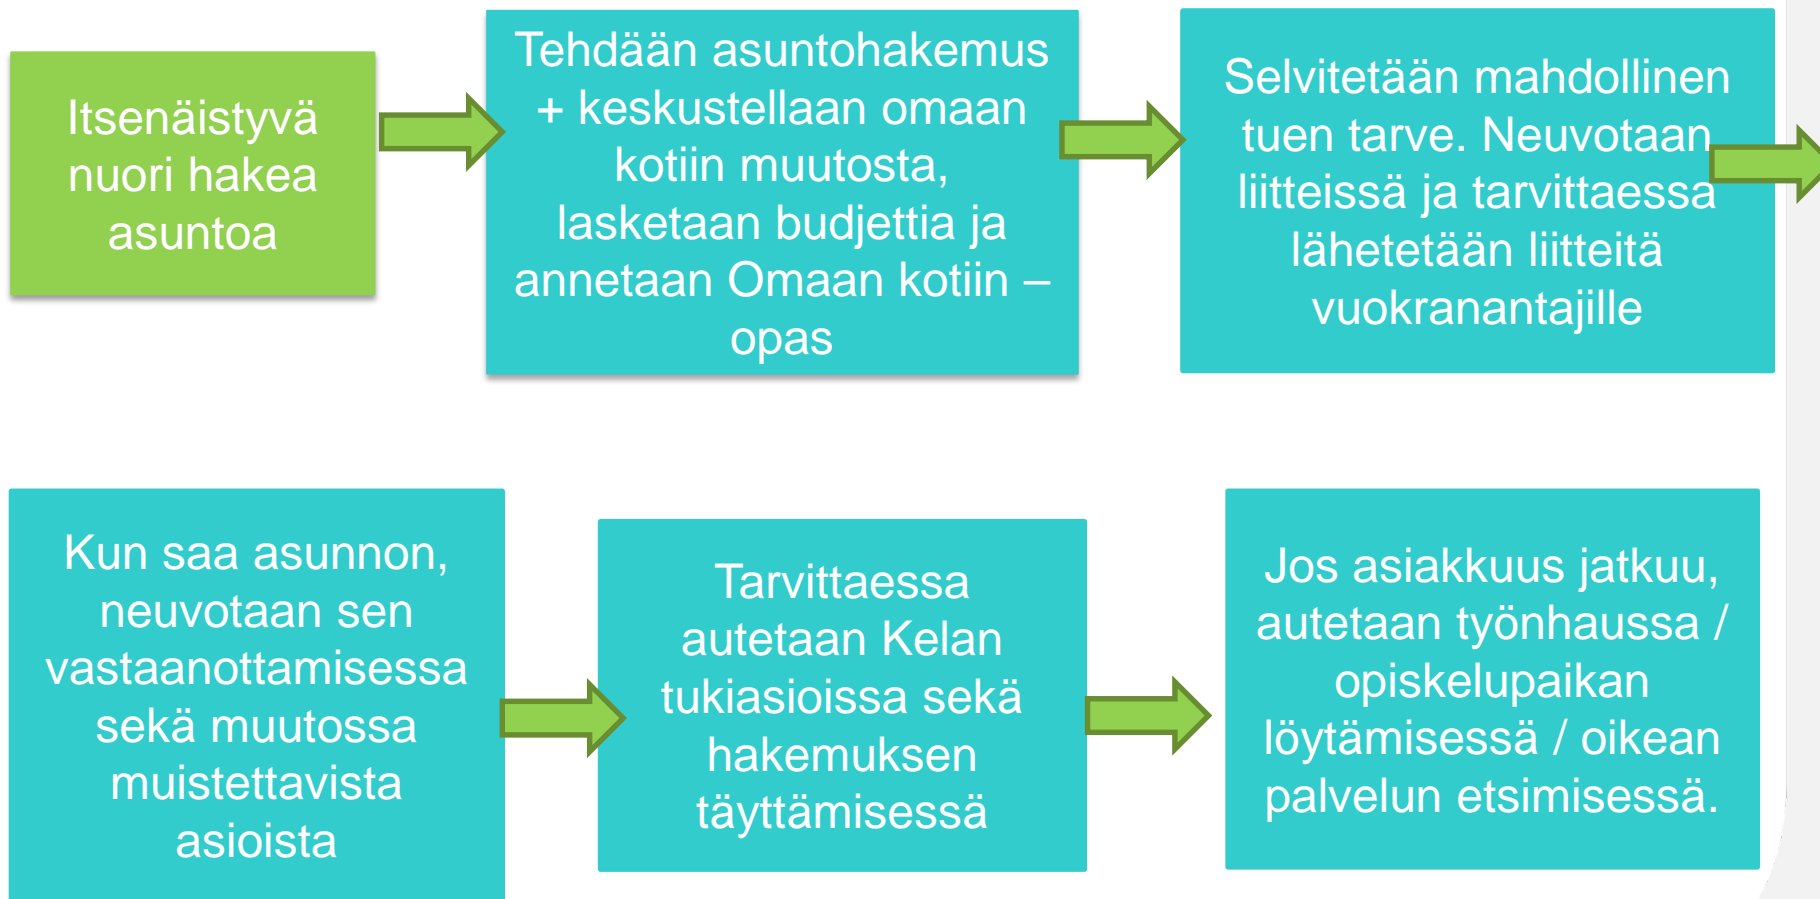 Itsenäistyvä
nuori hakea
asuntoa
Tehdään asuntohakemus
+ keskustellaan omaan
kotiin muutosta,
lasketaan budjettia ja
annetaan Omaan kotiin –
opas
Selvitetään mahdollinen
tuen tarve. Neuvotaan
liitteissä ja tarvittaessa
lähetetään liitteitä
vuokranantajille
Kun saa asunnon,
neuvotaan sen
vastaanottamisessa
sekä muutossa
muistettavista
asioista
Tarvittaessa
autetaan Kelan
tukiasioissa sekä
hakemuksen
täyttämisessä
Jos asiakkuus jatkuu,
autetaan työnhaussa /
opiskelupaikan
löytämisessä / oikean
palvelun etsimisessä.